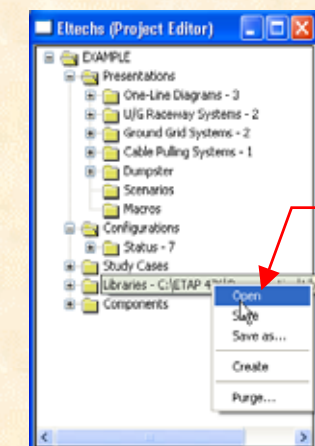 Eltechs (Project Editor)
EXAMPLE
Presentations
One-Line Diagrams - 3
U/G Raceway Systems - 2
Ground Grid Systems - 2
Cable Pulling Systems - 1
Dumpster
Scenarios
Macros
Configurations
Status - 7
Study Cases
Libraries - C:\ETAP
Components
Open
Save
Save as...
Create
Purge...